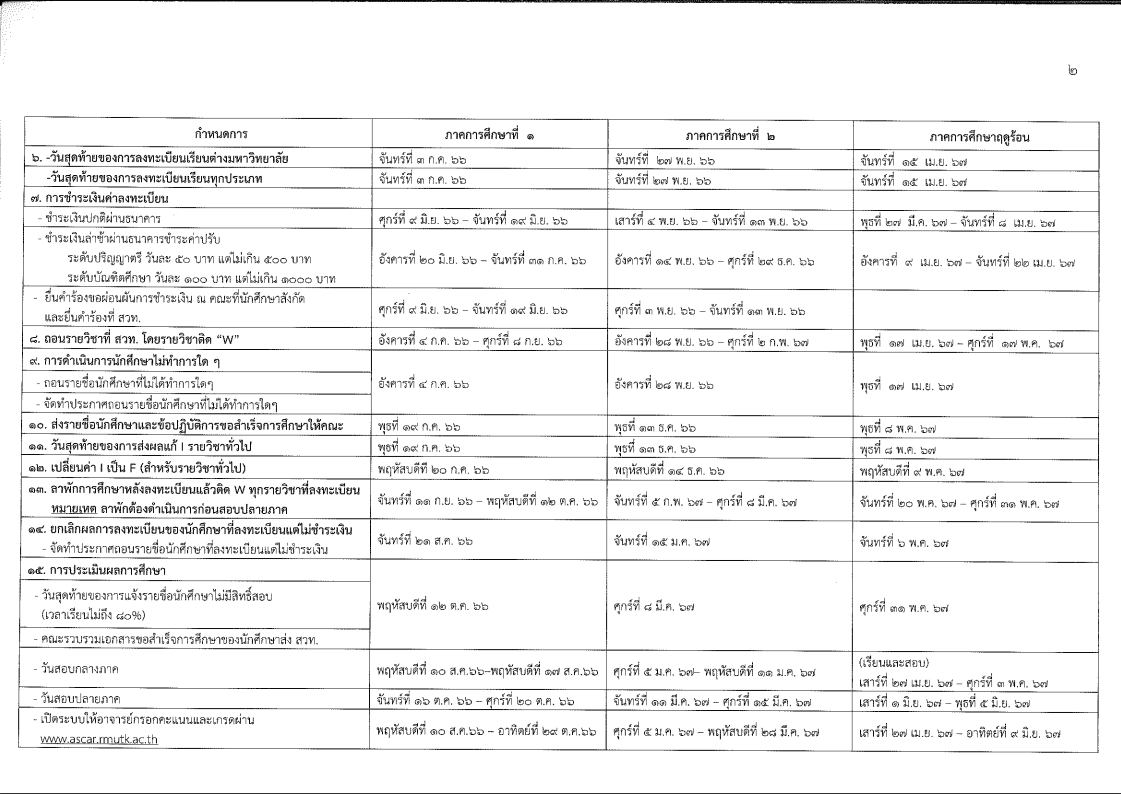 ๒
กำหนดการ ภาคการศึกษาที่ ๑ ภาคการศึกษาที่ ๒ ภาคการศึกษาฤดูร้อน
๖. -วันสุดท้ายของการลงทะเบียนเรียนต่างมหาวิทยาลัย จันทร์ที่ ๓ ก.ค. ๖๖ จันทร์ที่ ๒๗ พ.ย. ๖๖ จันทร์ที่ ๑๕ เม.ย. ๖๗
-วันสุดท้ายของการลงทะเบียนเรียนทุกประเภท จันทร์ที่ ๓ ก.ค. ๖๖ จันทร์ที่ ๒๗ พ.ย. ๖๖ จันทร์ที่ ๑๕ เม.ย. ๖๗
๗. การชำระเงินค่าลงทะเบียน
- ชำระเงินปกติผ่านธนาคาร ศุกร์ที่ ๙ มิ.ย. ๖๖ – จันทร์ที่ ๑๙ มิ.ย. ๖๖ เสาร์ที่ ๔ พ.ย. ๖๖ – จันทร์ที่ ๑๓ พ.ย. ๖๖ พุธที่ ๒๗ มี.ค. ๖๗ – จันทร์ที่ ๘ เม.ย. ๖๗
- ชำระเงินล่าช้าผ่านธนาคารชำระค่าปรับ
ระดับปริญญาตรี วันละ ๕๐ บาท แต่ไม่เกิน ๕๐๐ บาท อังคารที่ ๒๐ มิ.ย. ๖๖ – จันทร์ที่ ๓๑ ก.ค. ๖๖ อังคารที่ ๑๔ พ.ย. ๖๖ – ศุกร์ที่ ๒๙ ธ.ค. ๖๖ อังคารที่ ๙ เม.ย. ๖๗ – จันทร์ที่ ๒๒ เม.ย. ๖๗
ระดับบัณฑิตศึกษา วันละ ๑๐๐ บาท แต่ไม่เกิน ๑๐๐๐ บาท
- ยื่นคำร้องขอผ่อนผันการชำระเงิน ณ คณะที่นักศึกษาสังกัด ศุกร์ที่ ๙ มิ.ย. ๖๖ – จันทร์ที่ ๑๙ มิ.ย. ๖๖ ศุกร์ที่ ๓ พ.ย. ๖๖ – จันทร์ที่ ๑๓ พ.ย. ๖๖
และยื่นคำร้องที่ สวท.
๘. ถอนรายวิชาที่ สวท. โดยรายวิชาติด “W” อังคารที่ ๔ ก.ค. ๖๖ – ศุกร์ที่ ๘ ก.ย. ๖๖ อังคารที่ ๒๘ พ.ย. ๖๖ – ศุกร์ที่ ๒ ก.พ. ๖๗ พุธที่ ๑๗ เม.ย. ๖๗ – ศุกร์ที่ ๑๗ พ.ค. ๖๗
๙. การดำเนินการนักศึกษาไม่ทำการใด ๆ
- ถอนรายชื่อนักศึกษาที่ไม่ได้ทำการใดๆ อังคารที่ ๔ ก.ค. ๖๖ อังคารที่ ๒๘ พ.ย. ๖๖ พุธที่ ๑๗ เม.ย. ๖๗
- จัดทำประกาศถอนรายชื่อนักศึกษาที่ไม่ได้ทำการใดๆ
๑๐. ส่งรายชื่อนักศึกษาและข้อปฏิบัติการขอสำเร็จการศึกษาให้คณะ พุธที่ ๑๙ ก.ค. ๖๖ พุธที่ ๑๓ ธ.ค. ๖๖ พุธที่ ๘ พ.ค. ๖๗
๑๑. วันสุดท้ายของการส่งผลแก้ I รายวิชาทั่วไป พุธที่ ๑๙ ก.ค. ๖๖ พุธที่ ๑๓ ธ.ค. ๖๖ พุธที่ ๘ พ.ค. ๖๗
๑๒. เปลี่ยนค่า I เป็น F (สำหรับรายวิชาทั่วไป) พฤหัสบดีที่ ๒๐ ก.ค. ๖๖ พฤหัสบดีที่ ๑๔ ธ.ค. ๖๖ พฤหัสบดีที่ ๙ พ.ค. ๖๗
๑๓. ลาพักการศึกษาหลังลงทะเบียนแล้วติด W ทุกรายวิชาที่ลงทะเบียน จันทร์ที่ ๑๑ ก.ย. ๖๖ – พฤหัสบดีที่ ๑๒ ต.ค. ๖๖ จันทร์ที่ ๕ ก.พ. ๖๗ – ศุกร์ที่ ๘ มี.ค. ๖๗ จันทร์ที่ ๒๐ พ.ค. ๖๗ – ศุกร์ที่ ๓๑ พ.ค. ๖๗
หมายเหตุ ลาพักต้องดำเนินการก่อนสอบปลายภาค
๑๔. ยกเลิกผลการลงทะเบียนของนักศึกษาที่ลงทะเบียนแต่ไม่ชำระเงิน จันทร์ที่ ๒๑ ส.ค. ๖๖ จันทร์ที่ ๑๕ ม.ค. ๖๗ จันทร์ที่ ๖ พ.ค. ๖๗
- จัดทำประกาศถอนรายชื่อนักศึกษาที่ลงทะเบียนแต่ไม่ชำระเงิน
๑๕. การประเมินผลการศึกษา
- วันสุดท้ายของการแจ้งรายชื่อนักศึกษาไม่มีสิทธิ์สอบ พฤหัสบดีที่ ๑๒ ต.ค. ๖๖ ศุกร์ที่ ๘ มี.ค. ๖๗ ศุกร์ที่ ๓๑ พ.ค. ๖๗
(เวลาเรียนไม่ถึง ๘๐%)
- คณะรวบรวมเอกสารขอสำเร็จการศึกษาของนักศึกษาส่ง สวท.
- วันสอบกลางภาค พฤหัสบดีที่ ๑๐ ส.ค.๖๖–พฤหัสบดีที่ ๑๗ ส.ค.๖๖ ศุกร์ที่ ๕ ม.ค. ๖๗– พฤหัสบดีที่ ๑๑ ม.ค. ๖๗ (เรียนและสอบ)
เสาร์ที่ ๒๗ เม.ย. ๖๗ – ศุกร์ที่ ๓ พ.ค. ๖๗
- วันสอบปลายภาค จันทร์ที่ ๑๖ ต.ค. ๖๖ – ศุกร์ที่ ๒๐ ต.ค. ๖๖ จันทร์ที่ ๑๑ มี.ค. ๖๗ – ศุกร์ที่ ๑๕ มี.ค. ๖๗ เสาร์ที่ ๑ มิ.ย. ๖๗ – พุธที่ ๕ มิ.ย. ๖๗
- เปิดระบบให้อาจารย์กรอกคะแนนและเกรดผ่าน พฤหัสบดีที่ ๑๐ ส.ค.๖๖ – อาทิตย์ที่ ๒๙ ต.ค.๖๖ ศุกร์ที่ ๕ ม.ค. ๖๗ – พฤหัสบดีที่ ๒๘ มี.ค. ๖๗ เสาร์ที่ ๒๗ เม.ย. ๖๗ – อาทิตย์ที่ ๙ มิ.ย. ๖๗
www.ascar.rmutk.ac.th